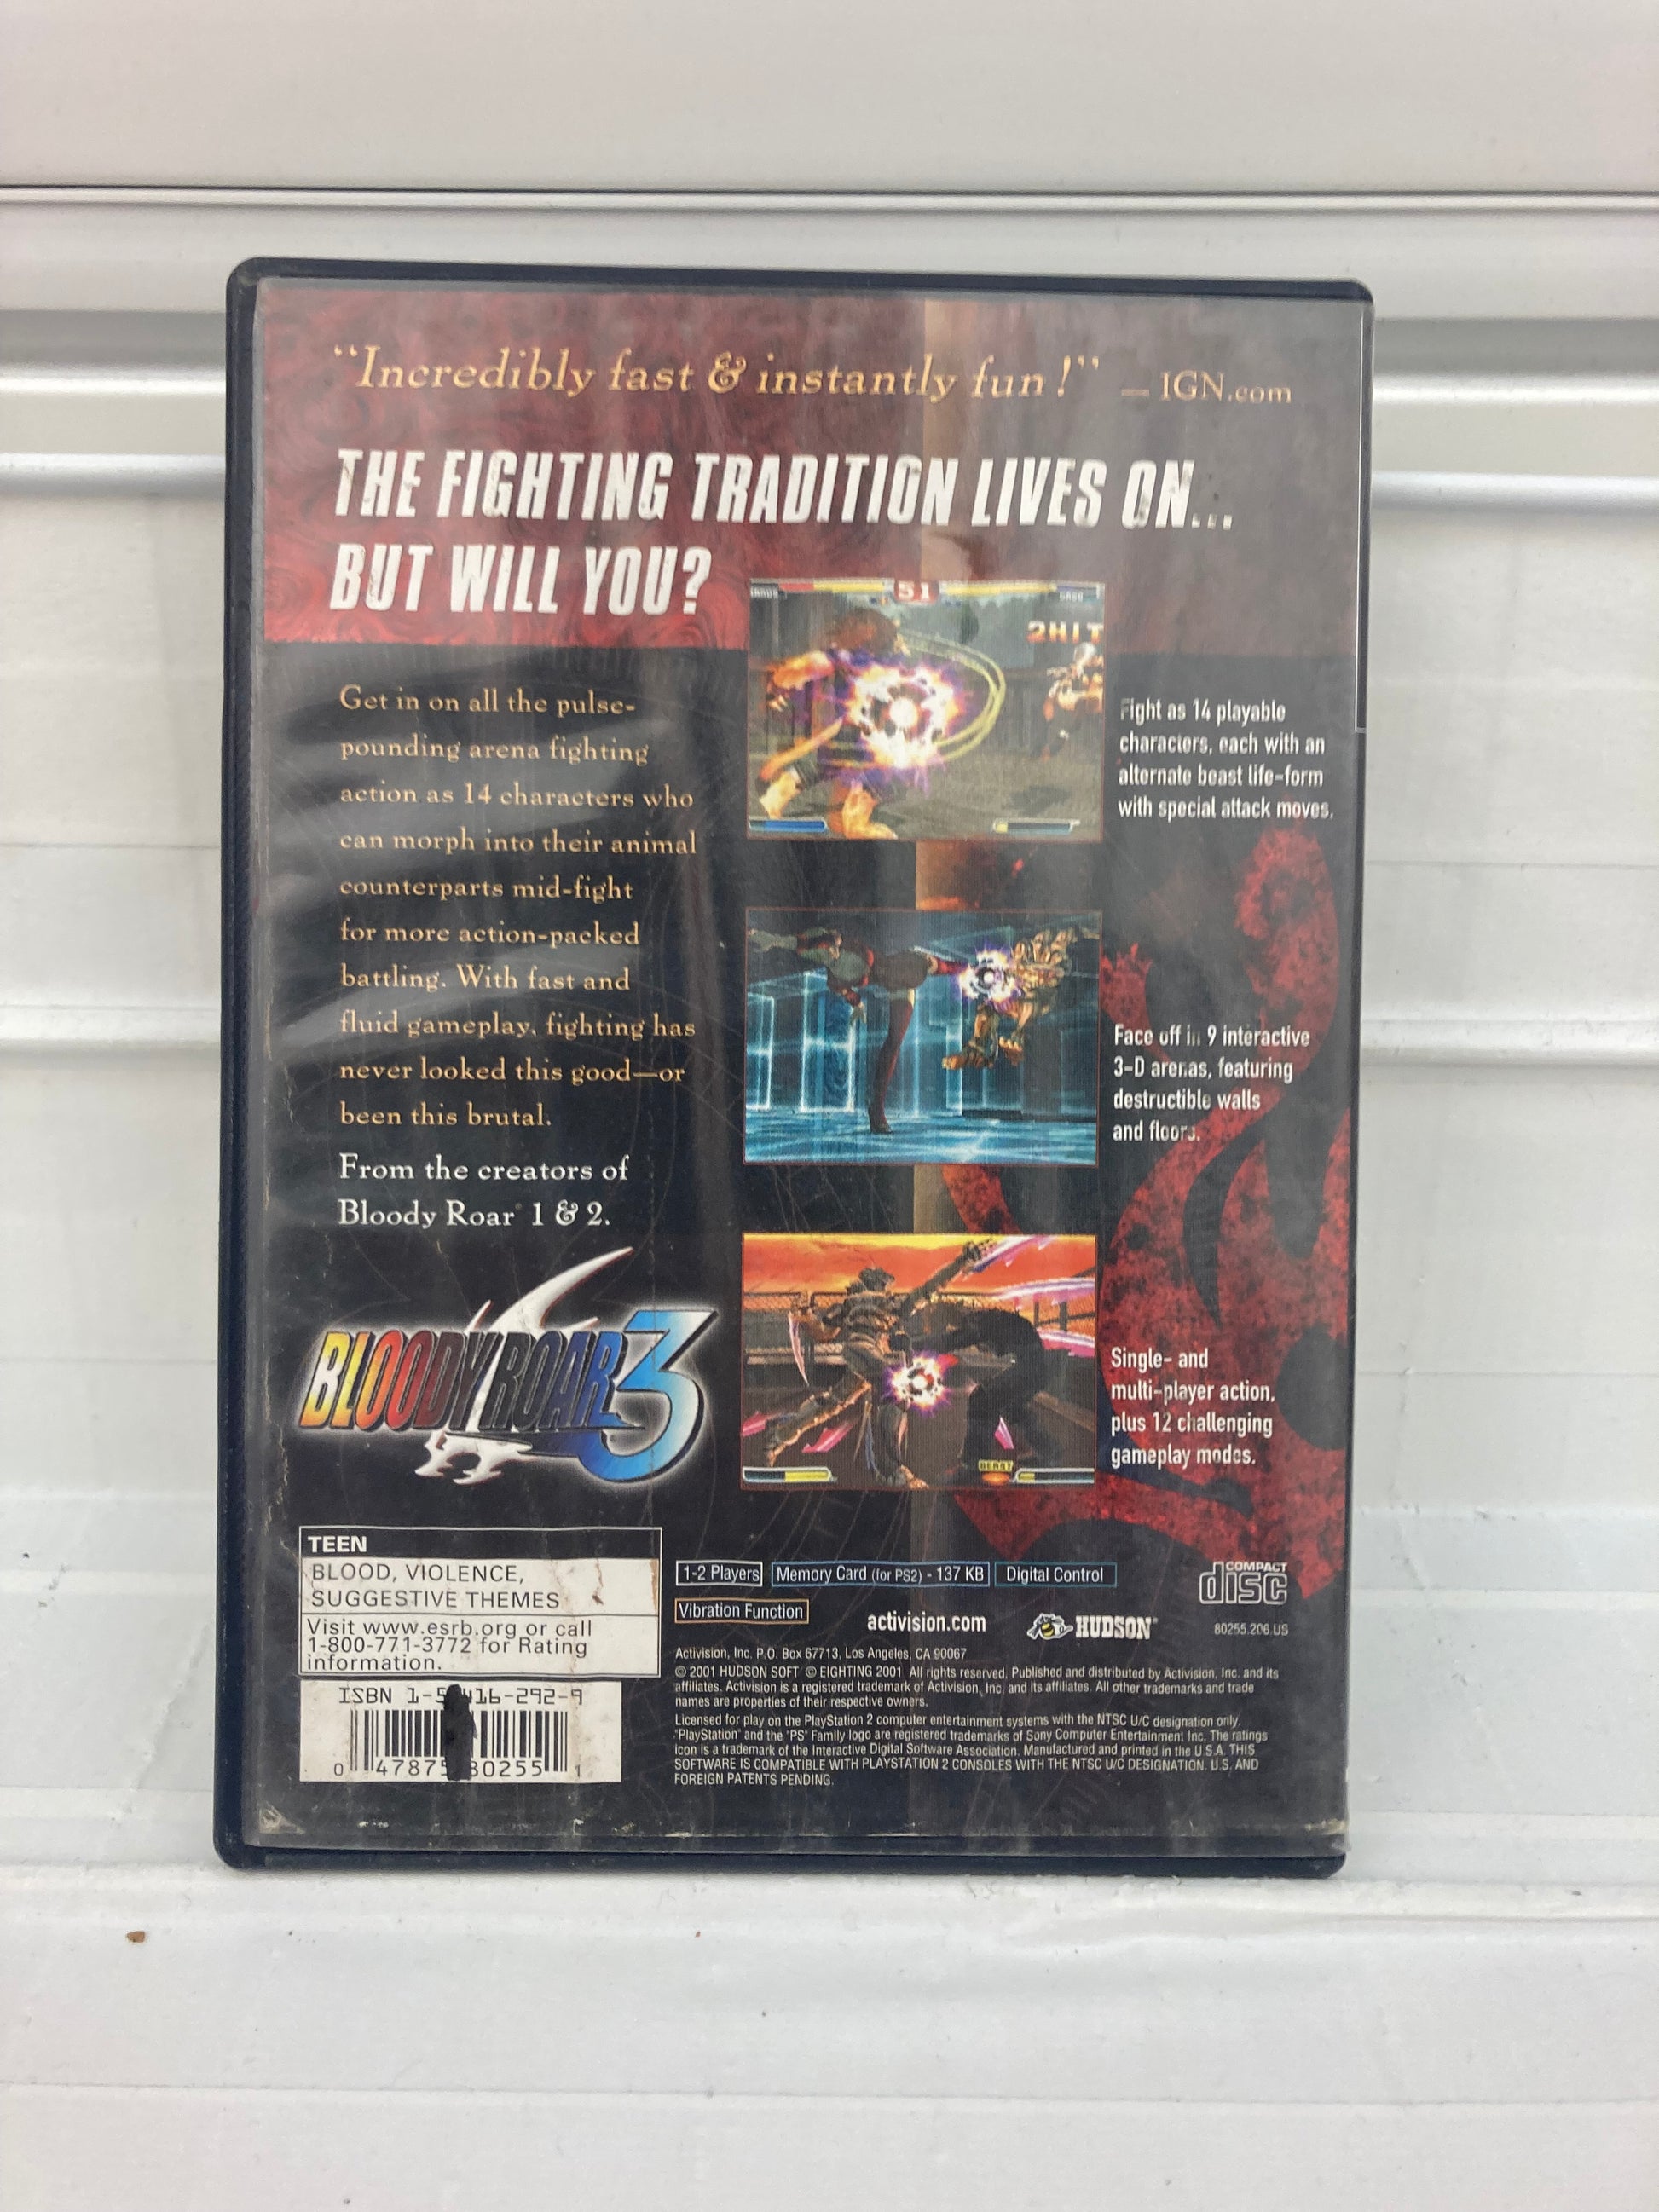 “Incredibly fast & instantly fun!” — IGN.com
THE FIGHTING TRADITION LIVES ON...
BUT WILL YOU?
Get in on all the pulse-
pounding arena fighting
action as 14 characters who
can morph into their animal
counterparts mid-fight
for more action-packed
battling. With fast and
fluid gameplay, fighting has
never looked this good—or
been this brutal.
From the creators of
Bloody Roar 1 & 2.
BLOODY ROAR 3
51
2HIT
Fight as 14 playable
characters, each with an
alternate beast life-form
with special attack moves.
Face off in 9 interactive
3-D arenas, featuring
destructible walls
and floors.
BEAST
Single- and
multi-player action,
plus 12 challenging
gameplay modes.
TEEN
BLOOD, VIOLENCE,
SUGGESTIVE THEMES
Visit www.esrb.org or call
1-800-771-3772 for Rating
information.
ISBN 1-5 416-292-9
0 4787 80255 1
1-2 Players Memory Card (for PS2) - 137 KB Digital Control
Vibration Function
activision.com
HUDSON
COMPACT
disc
80255.206.US
Activision, Inc. P.O. Box 67713, Los Angeles, CA 90067
© 2001 HUDSON SOFT © EIGHTING 2001 All rights reserved. Published and distributed by Activision, Inc. and its
affiliates. Activision is a registered trademark of Activision, Inc. and its affiliates. All other trademarks and trade
names are properties of their respective owners.
Licensed for play on the PlayStation 2 computer entertainment systems with the NTSC U/C designation only.
"PlayStation" and the "PS" Family logo are registered trademarks of Sony Computer Entertainment Inc. The ratings
icon is a trademark of the Interactive Digital Software Association. Manufactured and printed in the U.S.A. THIS
SOFTWARE IS COMPATIBLE WITH PLAYSTATION 2 CONSOLES WITH THE NTSC U/C DESIGNATION. U.S. AND
FOREIGN PATENTS PENDING.